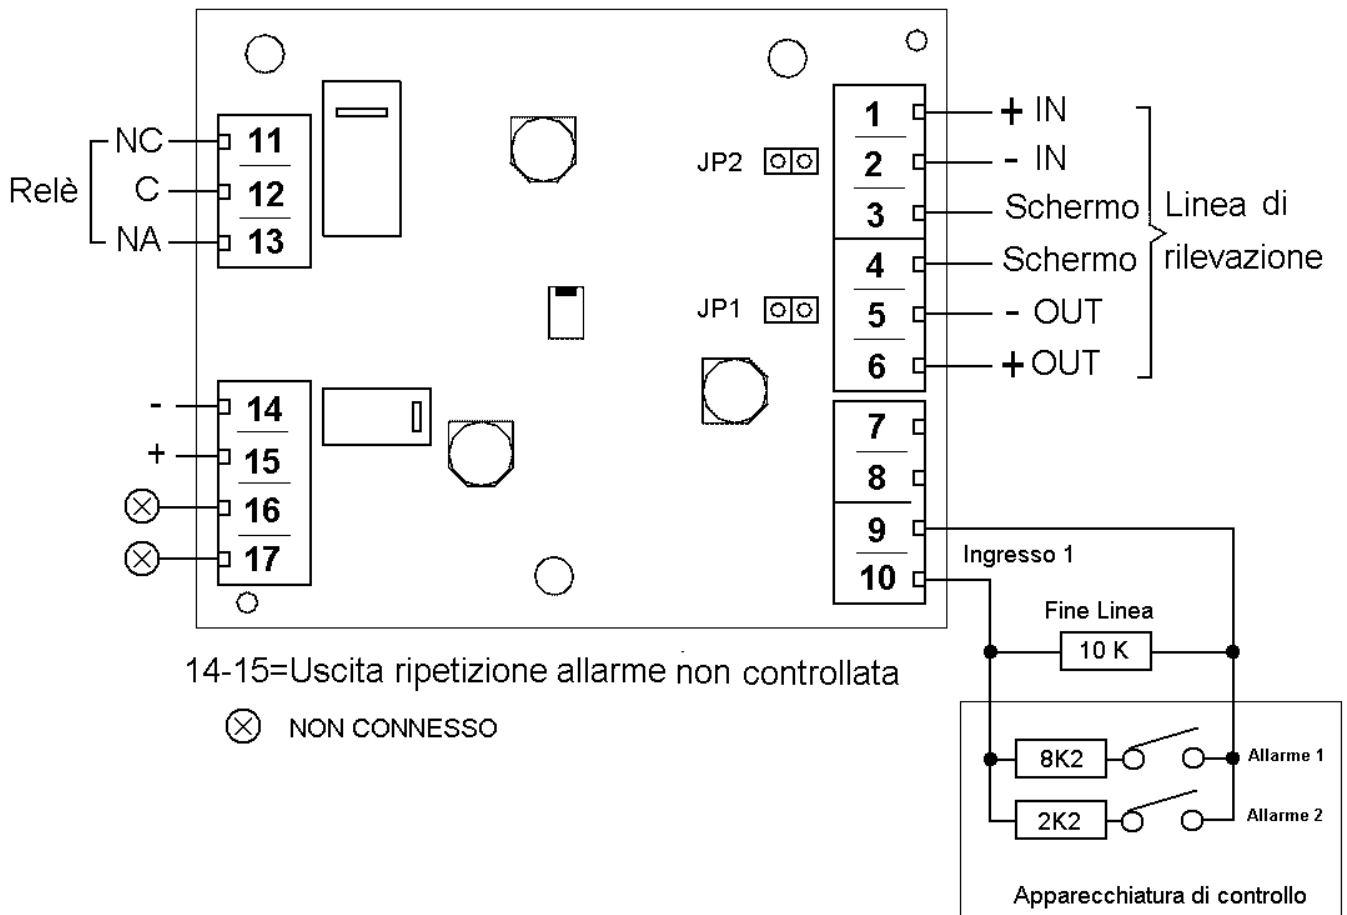 NC
C
NA
Relè
11
12
13
JP2
JP1
1
2
3
4
5
6
+ IN
- IN
Schermo
Schermo
- OUT
+ OUT
Linea di
rilevazione
-
+
14
15
16
17
7
8
9
10
Ingresso 1
Fine Linea
10 K
8K2
Allarme 1
2K2
Allarme 2
Apparecchiatura di controllo
14-15=Uscita ripetizione allarme non controllata
NON CONNESSO